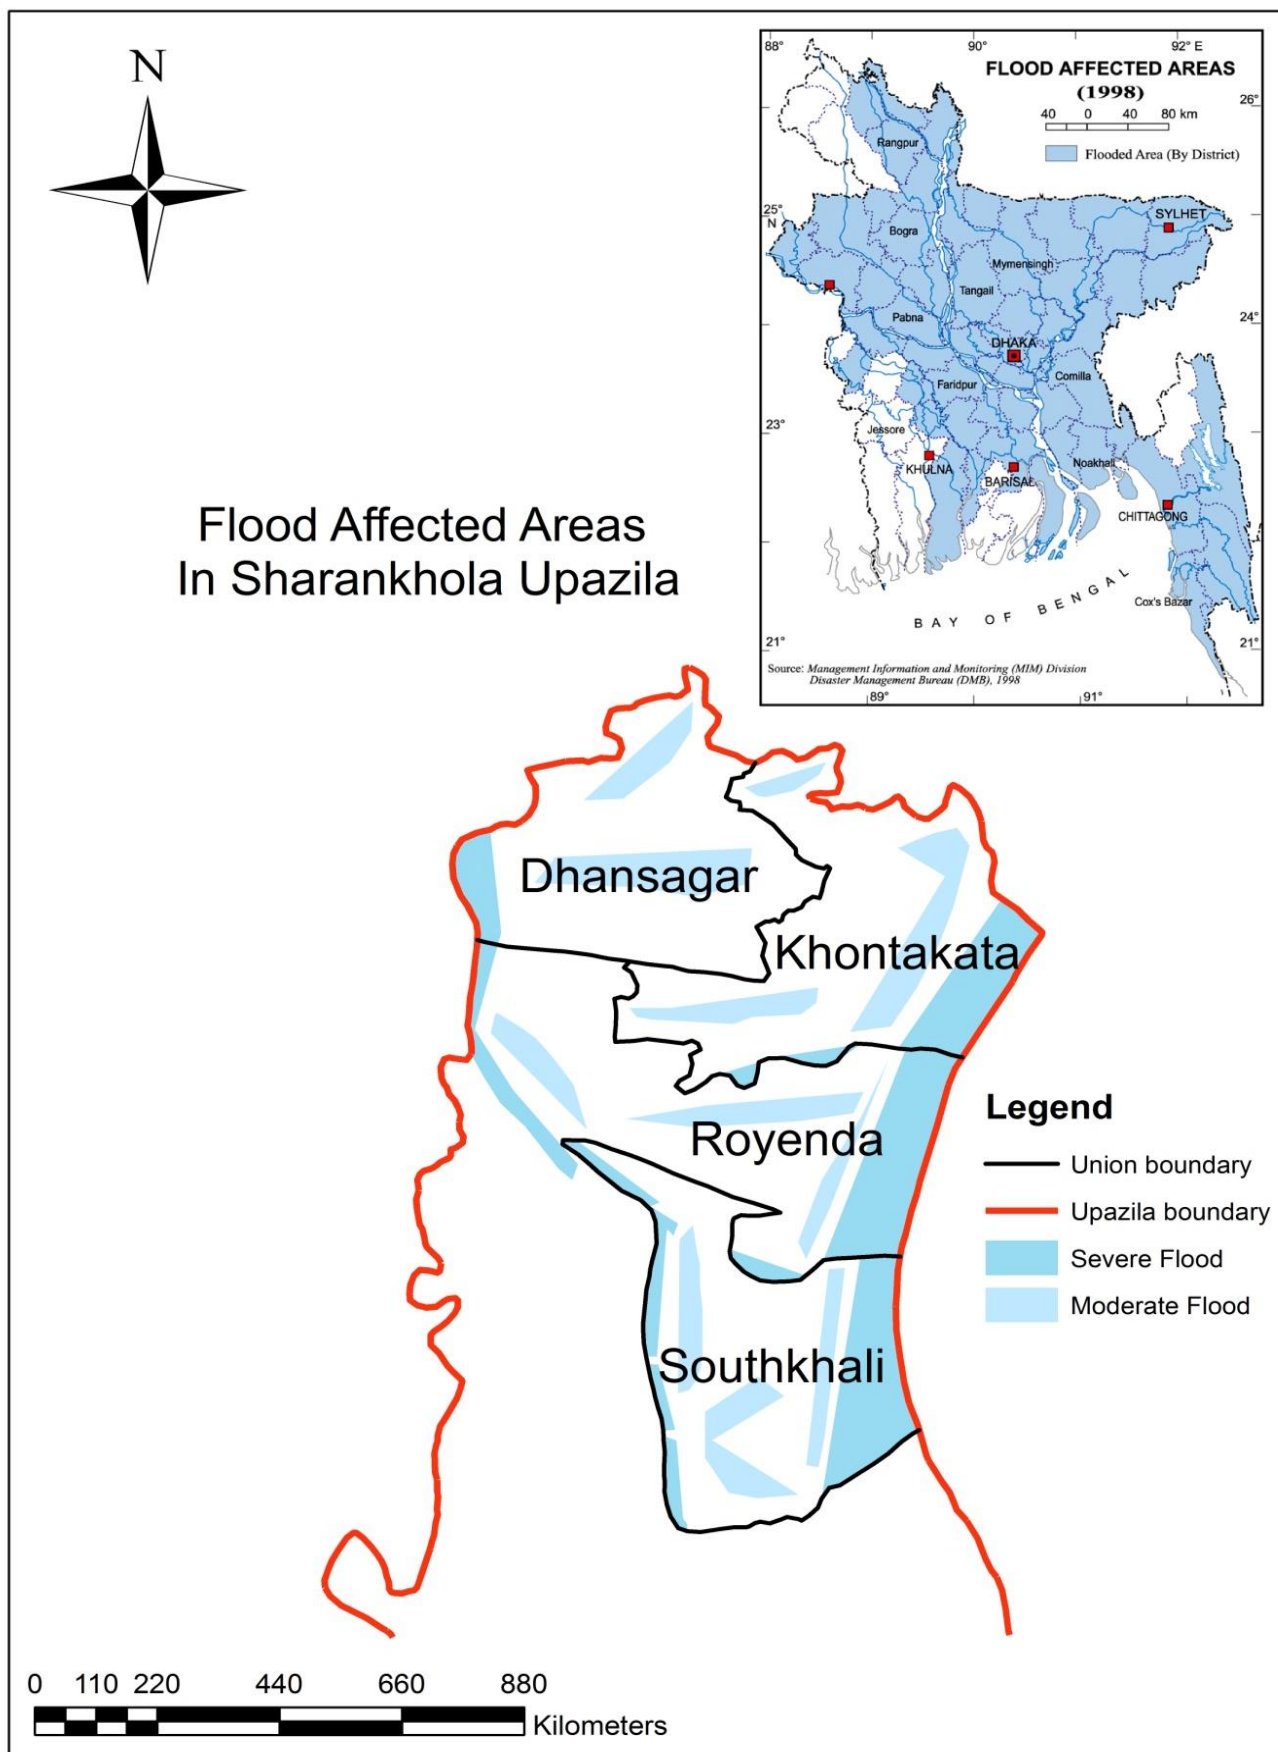 N
Flood Affected Areas
In Sharankhola Upazila
88°
90°
92° E
FLOOD AFFECTED AREAS
(1998)
40 0 40 80 km
Flooded Area (By District)
26°
25°
N
24°
23°
21°
21°
89°
91°
Rangpur
SYLHET
Bogra
Mymensingh
Tangail
Pabna
DHAKA
Comilla
Faridpur
Jessore
KHULNA
BARISAL
Noakhali
CHITTAGONG
Cox's Bazar
BAY OF BENGAL
Source: Management Information and Monitoring (MIM) Division
Disaster Management Bureau (DMB), 1998
Dhansagar
Khontakata
Royenda
Southkhali
Legend
Union boundary
Upazila boundary
Severe Flood
Moderate Flood
0 110 220 440 660 880
Kilometers